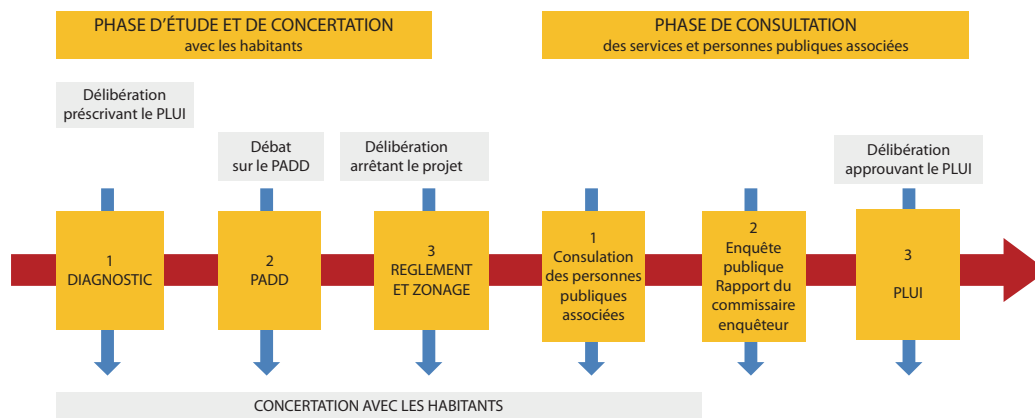 PHASE D'ÉTUDE ET DE CONCERTATION
avec les habitants
PHASE DE CONSULTATION
des services et personnes publiques associées
Délibération
préscrivant le PLUI
Débat
sur le PADD
Délibération
arrêtant le projet
Délibération
approuvant le PLUI
1
DIAGNOSTIC
2
PADD
3
REGLEMENT
ET ZONAGE
1
Consulation
des personnes
publiques
associées
2
Enquête
publique
Rapport du
commissaire
enquêteur
3
PLUI
CONCERTATION AVEC LES HABITANTS